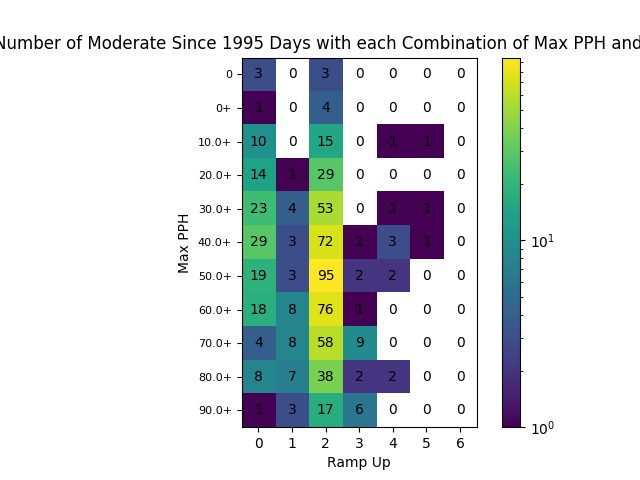 Number of Moderate Since 1995 Days with each Combination of Max PPH and
0 3 0 3 0 0 0 0
0+ 1 0 4 0 0 0 0
10.0+ 10 0 15 0 1 1 0
20.0+ 14 1 29 0 0 0 0
30.0+ 23 4 53 0 1 1 0
40.0+ 29 3 72 1 3 1 0
50.0+ 19 3 95 2 2 0 0
60.0+ 18 8 76 1 0 0 0
70.0+ 4 8 58 9 0 0 0
80.0+ 8 7 38 2 2 0 0
90.0+ 1 3 17 6 0 0 0
0 1 2 3 4 5 6
Ramp Up
Max PPH
10¹
10⁰